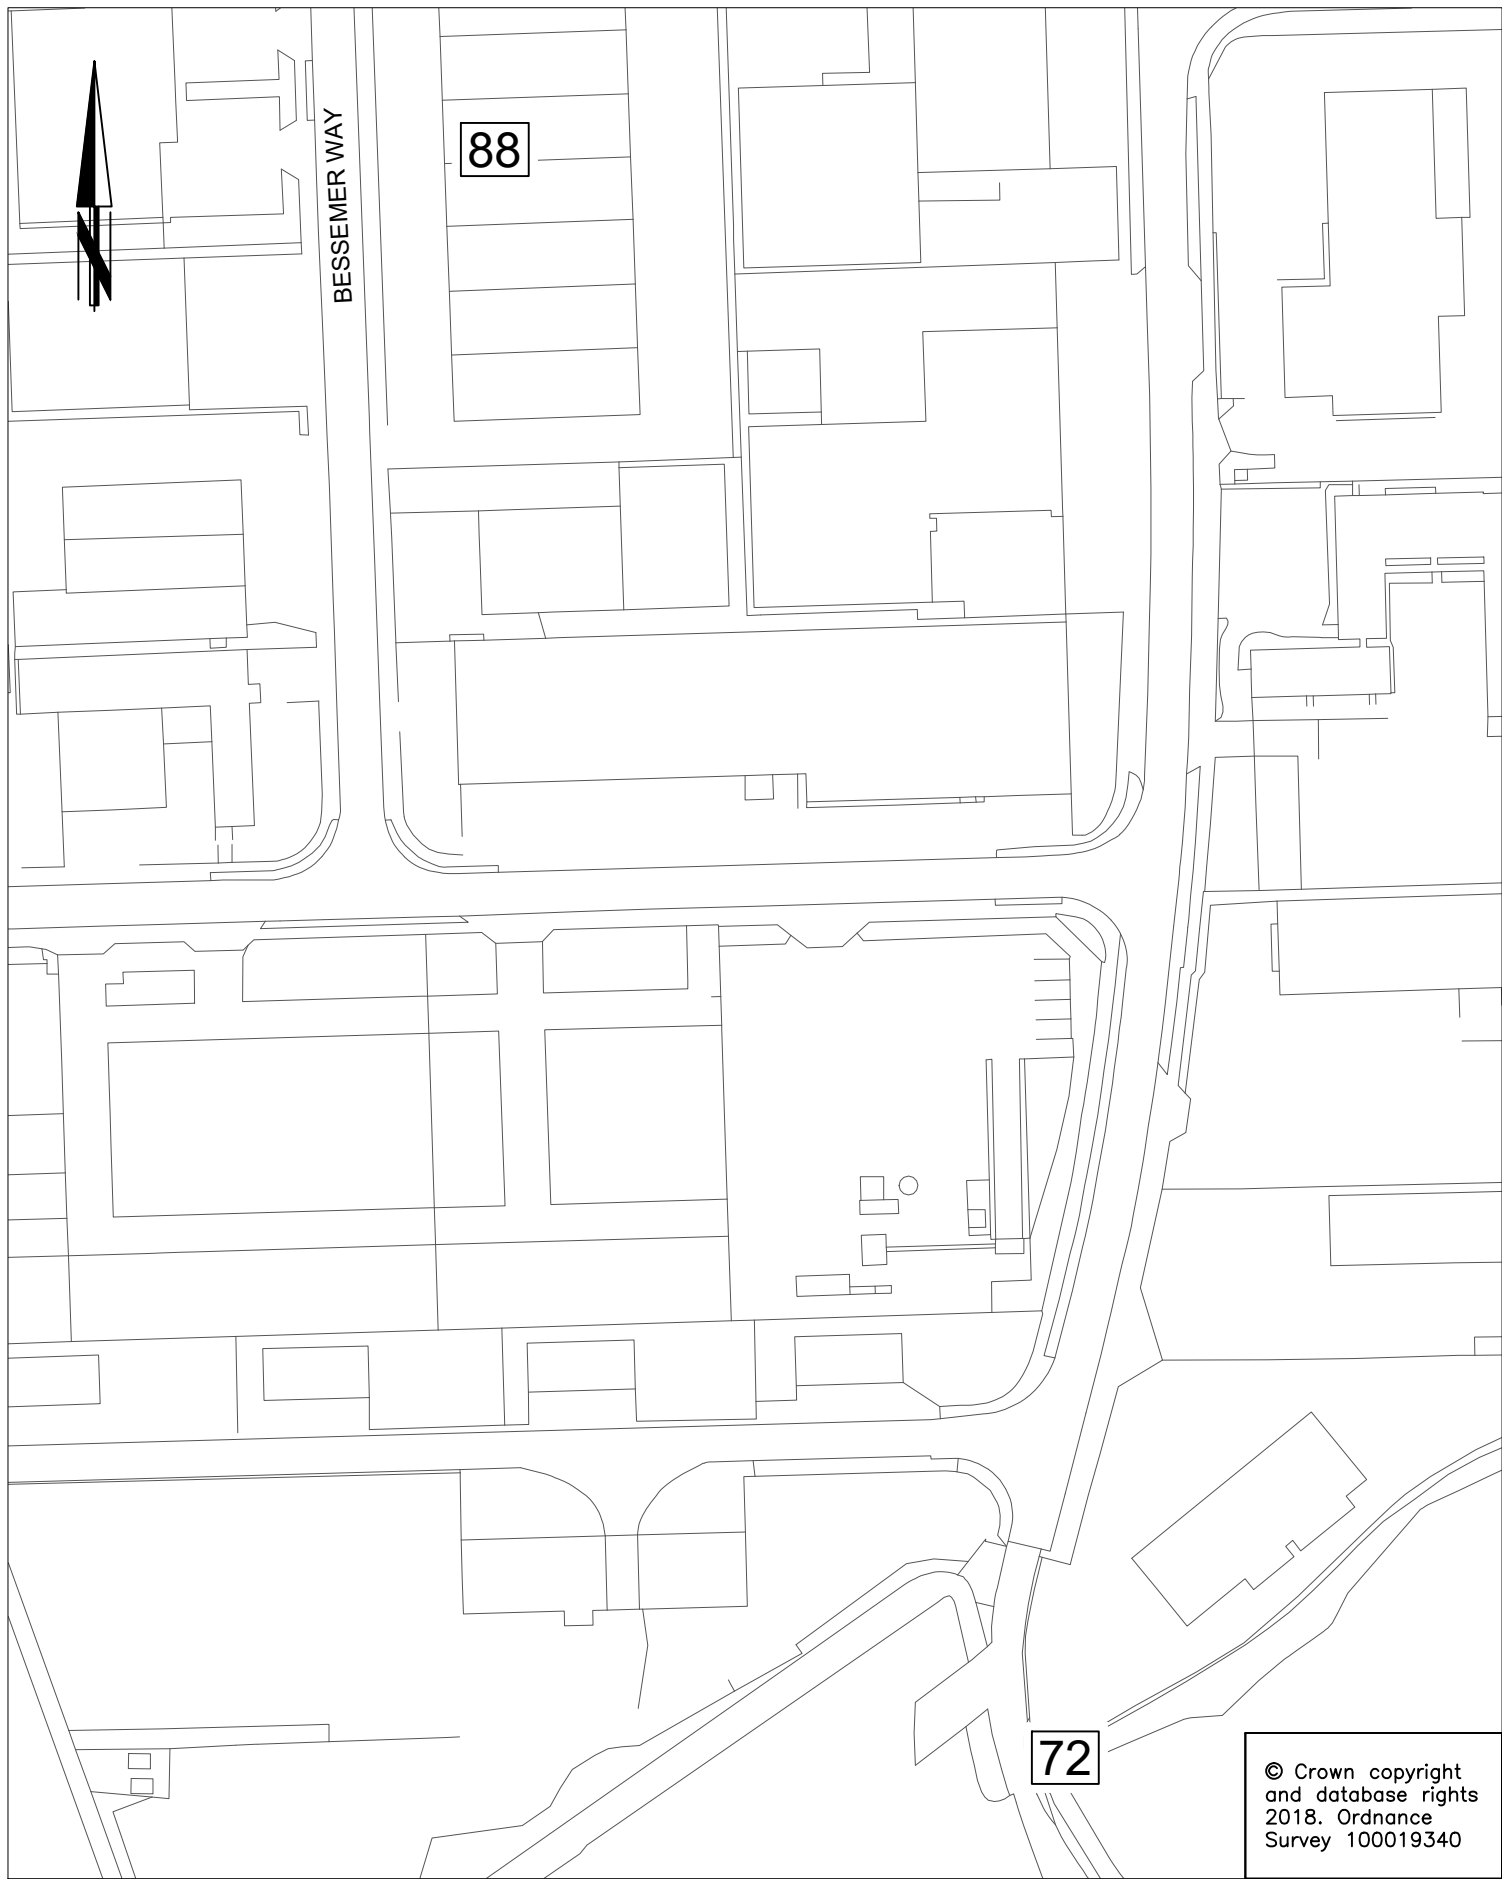 88
BESSEMER WAY
N
72
© Crown copyright
and database rights
2018. Ordnance
Survey 100019340